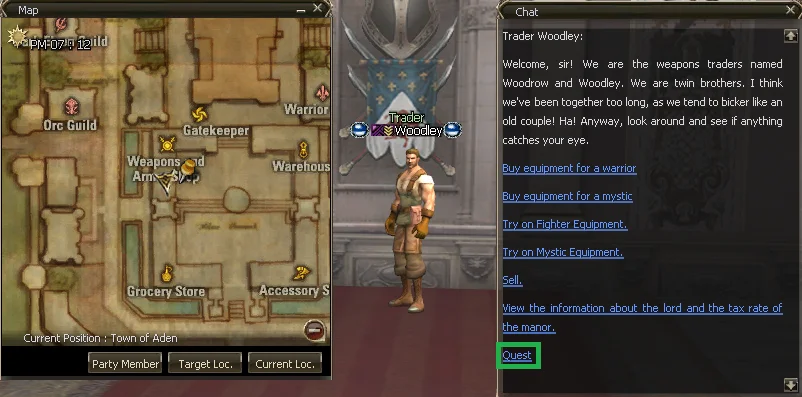 Map
PM 07 : 12
Guild
Orc Guild
Warrior
Gatekeeper
Weapons and
Armor Shop
Warehous
Grocery Store
Accessory S
Current Position : Town of Aden
Party Member
Target Loc.
Current Loc.
Trader
Woodley
Chat
Trader Woodley:
Welcome, sir! We are the weapons traders named
Woodrow and Woodley. We are twin brothers. I think
we've been together too long, as we tend to bicker like an
old couple! Ha! Anyway, look around and see if anything
catches your eye.
Buy equipment for a warrior
Buy equipment for a mystic
Try on Fighter Equipment.
Try on Mystic Equipment.
Sell.
View the information about the lord and the tax rate of
the manor.
Quest